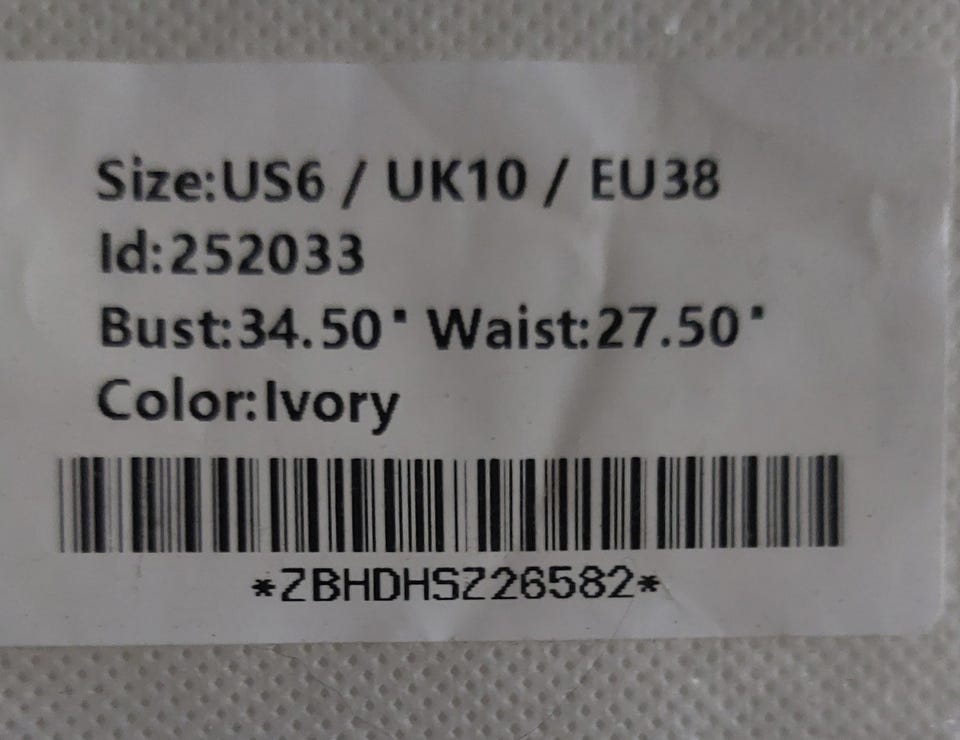 Size:US6 / UK10 / EU38
Id:252033
Bust:34.50" Waist:27.50"
Color:Ivory
*ZBHDHSZ26582*